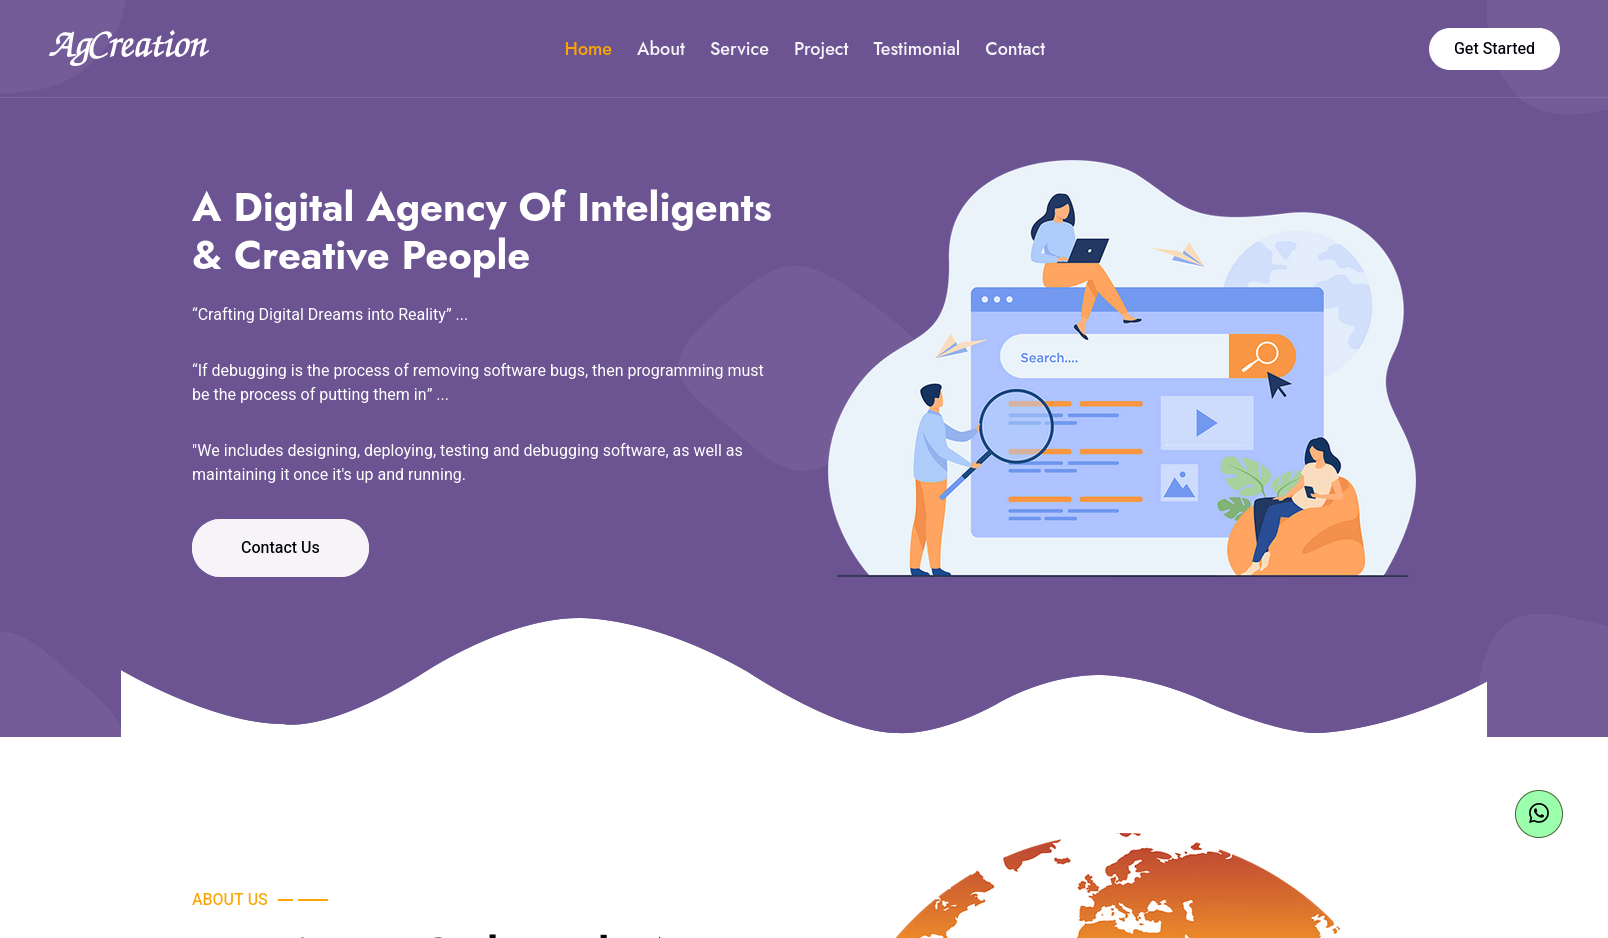 AgCreation
Home About Service Project Testimonial Contact
Get Started
A Digital Agency Of Inteligents
& Creative People
“Crafting Digital Dreams into Reality” ...
“If debugging is the process of removing software bugs, then programming must
be the process of putting them in” ...
"We includes designing, deploying, testing and debugging software, as well as
maintaining it once it's up and running.
Contact Us
Search....
ABOUT US